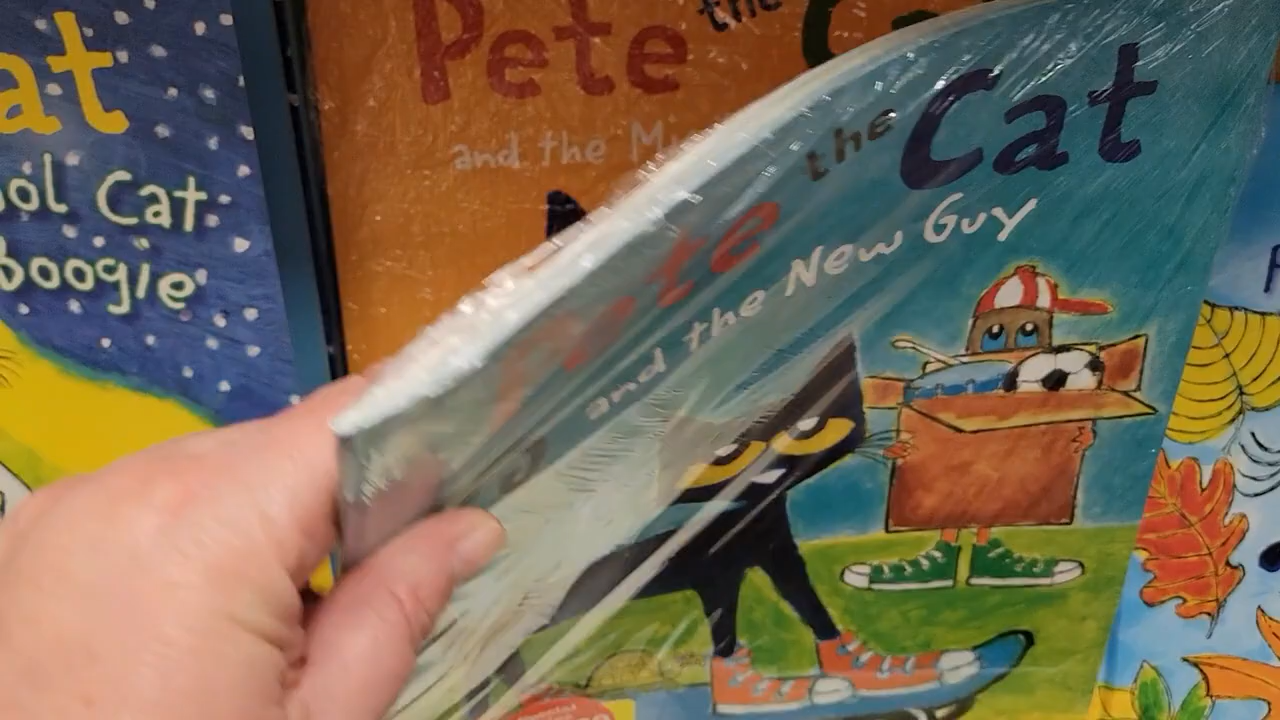 at
ool Cat
Boogie
Pete the
and the
Pete the Cat
and the New Guy